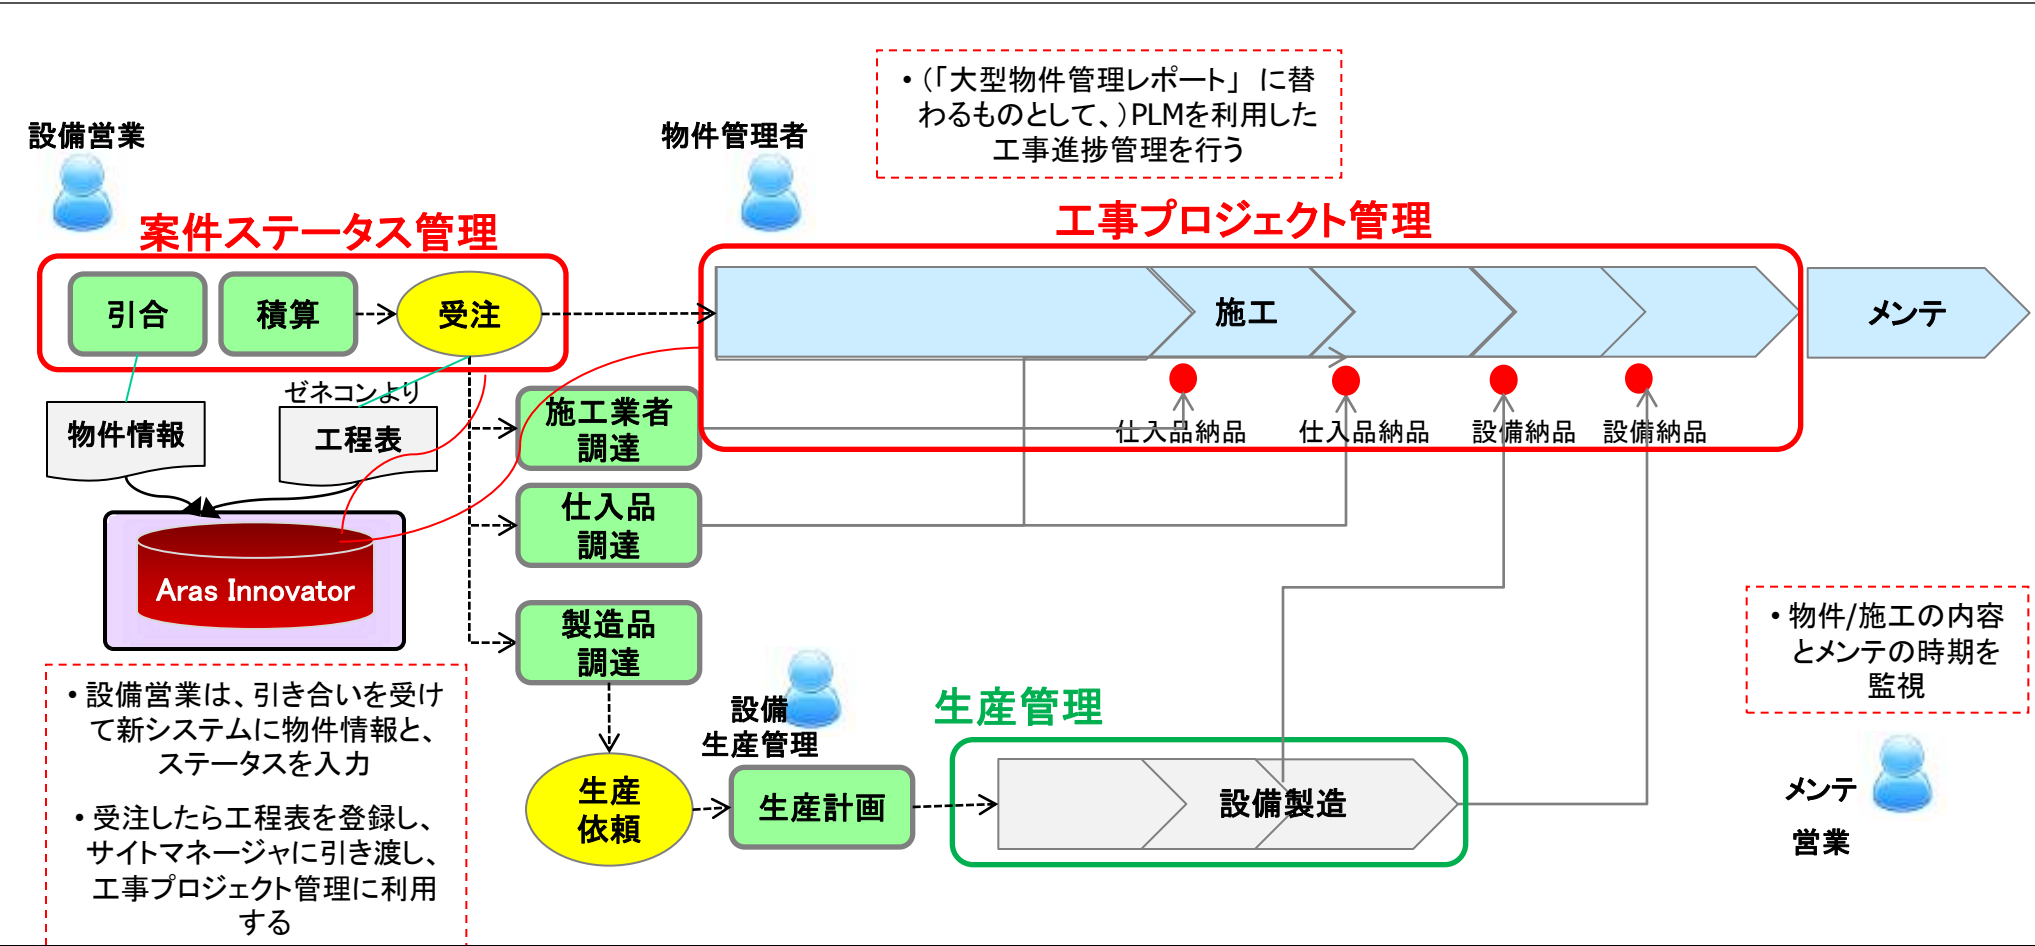 •（「大型物件管理レポート」 に替
わるものとして、）PLMを利用した
工事進捗管理を行う
設備営業
物件管理者
案件ステータス管理
工事プロジェクト管理
引合
積算
受注
施工
メンテ
ゼネコンより
物件情報
工程表
施工業者
調達
仕入品納品
仕入品納品
設備納品
設備納品
仕入品
調達
Aras Innovator
製造品
調達
• 物件/施工の内容
とメンテの時期を
監視
• 設備営業は、引き合いを受け
て新システムに物件情報と、
ステータスを入力
• 受注したら工程表を登録し、
サイトマネージャに引き渡し、
工事プロジェクト管理に利用
する
設備
生産管理
生産管理
生産
依頼
生産計画
設備製造
メンテ
営業